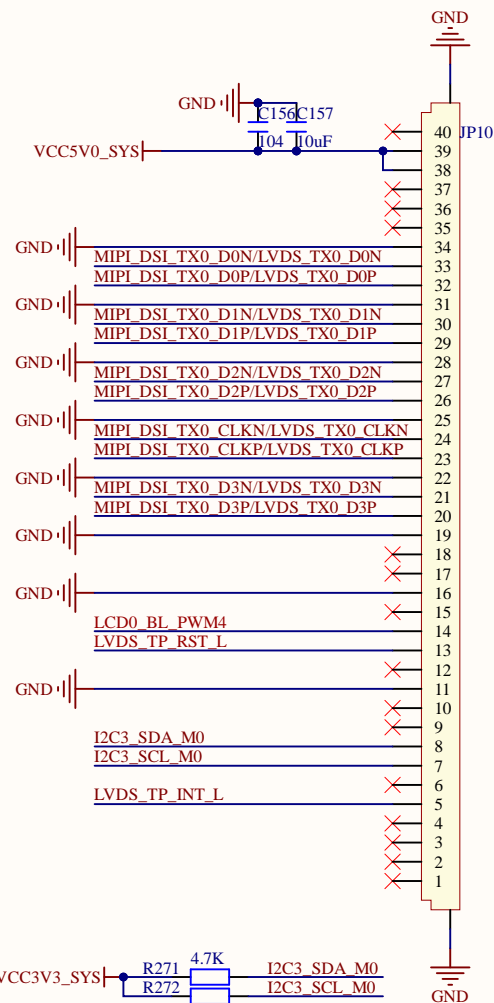 GND
GND
C156 C157
40 JP10
VCC5V0_SYS
104 10uF
39
38
37
36
35
GND
34
MIPI_DSI_TX0_D0N/LVDS_TX0_D0N
33
MIPI_DSI_TX0_D0P/LVDS_TX0_D0P
32
GND
31
MIPI_DSI_TX0_D1N/LVDS_TX0_D1N
30
MIPI_DSI_TX0_D1P/LVDS_TX0_D1P
29
GND
28
MIPI_DSI_TX0_D2N/LVDS_TX0_D2N
27
MIPI_DSI_TX0_D2P/LVDS_TX0_D2P
26
GND
25
MIPI_DSI_TX0_CLKN/LVDS_TX0_CLKN
24
MIPI_DSI_TX0_CLKP/LVDS_TX0_CLKP
23
GND
22
MIPI_DSI_TX0_D3N/LVDS_TX0_D3N
21
MIPI_DSI_TX0_D3P/LVDS_TX0_D3P
20
GND
19
18
17
GND
16
15
LCD0_BL_PWM4
14
LVDS_TP_RST_L
13
12
GND
11
10
9
I2C3_SDA_M0
8
I2C3_SCL_M0
7
6
LVDS_TP_INT_L
5
4
3
2
1
4.7K
VCC3V3_SYS
R271 I2C3_SDA_M0
R272 I2C3_SCL_M0
GND